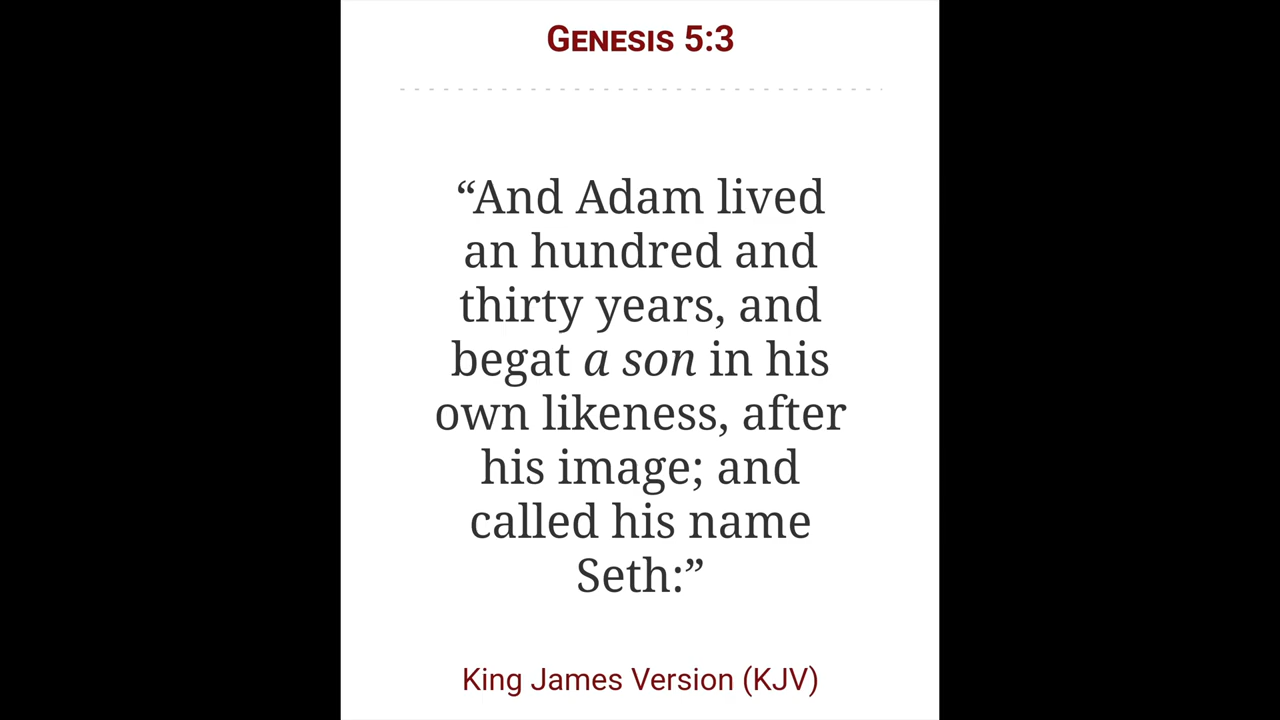 GENESIS 5:3
“And Adam lived
an hundred and
thirty years, and
begat a son in his
own likeness, after
his image; and
called his name
Seth:”
King James Version (KJV)